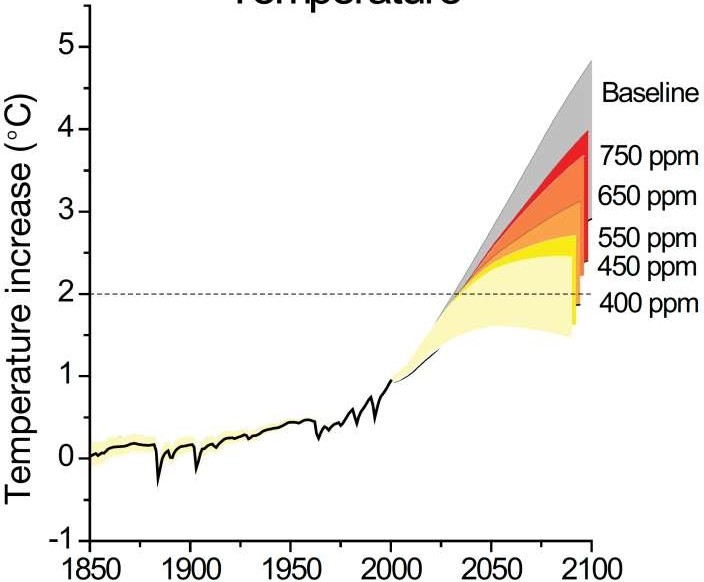 Temperature
5
4
3
2
1
0
-1
Temperature increase (°C)
1850 1900 1950 2000 2050 2100
Baseline
750 ppm
650 ppm
550 ppm
450 ppm
400 ppm